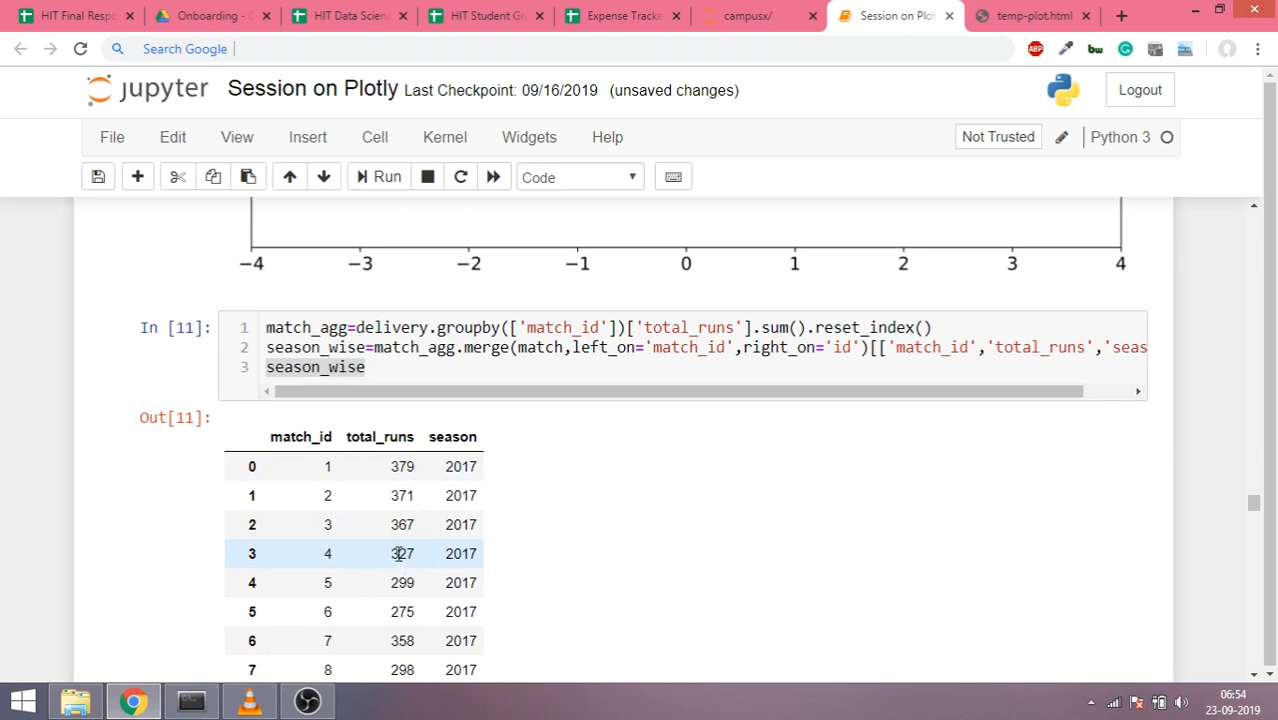 HIT Final Resp
Onboarding - G
HIT Data Scien
HIT Student Gr
Expense Tracke
campusx/
Session on Plotl
temp-plot.html
Search Google
ABP
bw
jupyter Session on Plotly Last Checkpoint: 09/16/2019 (unsaved changes)
Logout
File Edit View Insert Cell Kernel Widgets Help
Not Trusted
Python 3
Run
Code
−4 −3 −2 −1 0 1 2 3 4
In [11]:
1 match_agg=delivery.groupby(['match_id'])['total_runs'].sum().reset_index()
2 season_wise=match_agg.merge(match,left_on='match_id',right_on='id')[['match_id','total_runs','seas
3 season_wise
Out[11]:
match_id total_runs season
0 1 379 2017
1 2 371 2017
2 3 367 2017
3 4 327 2017
4 5 299 2017
5 6 275 2017
6 7 358 2017
7 8 298 2017
06:54
23-09-2019